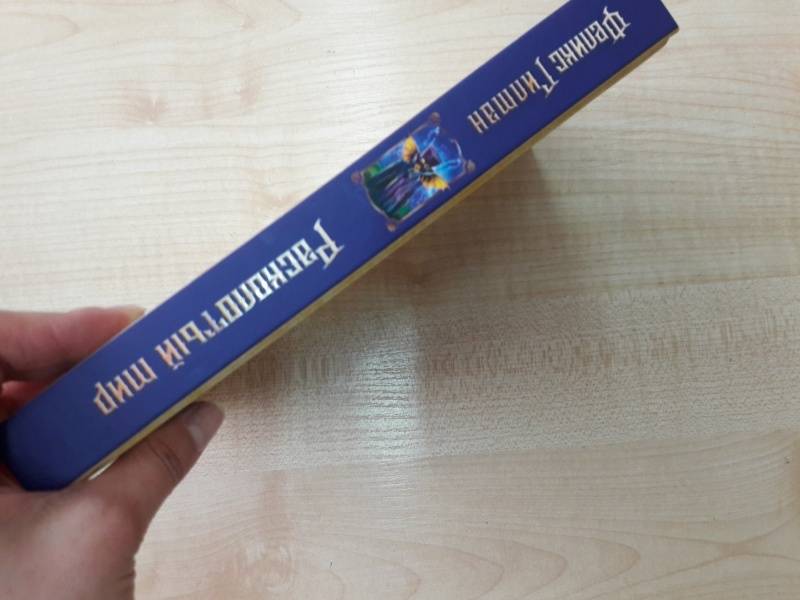 Феликс Гилман
Расколотый мир